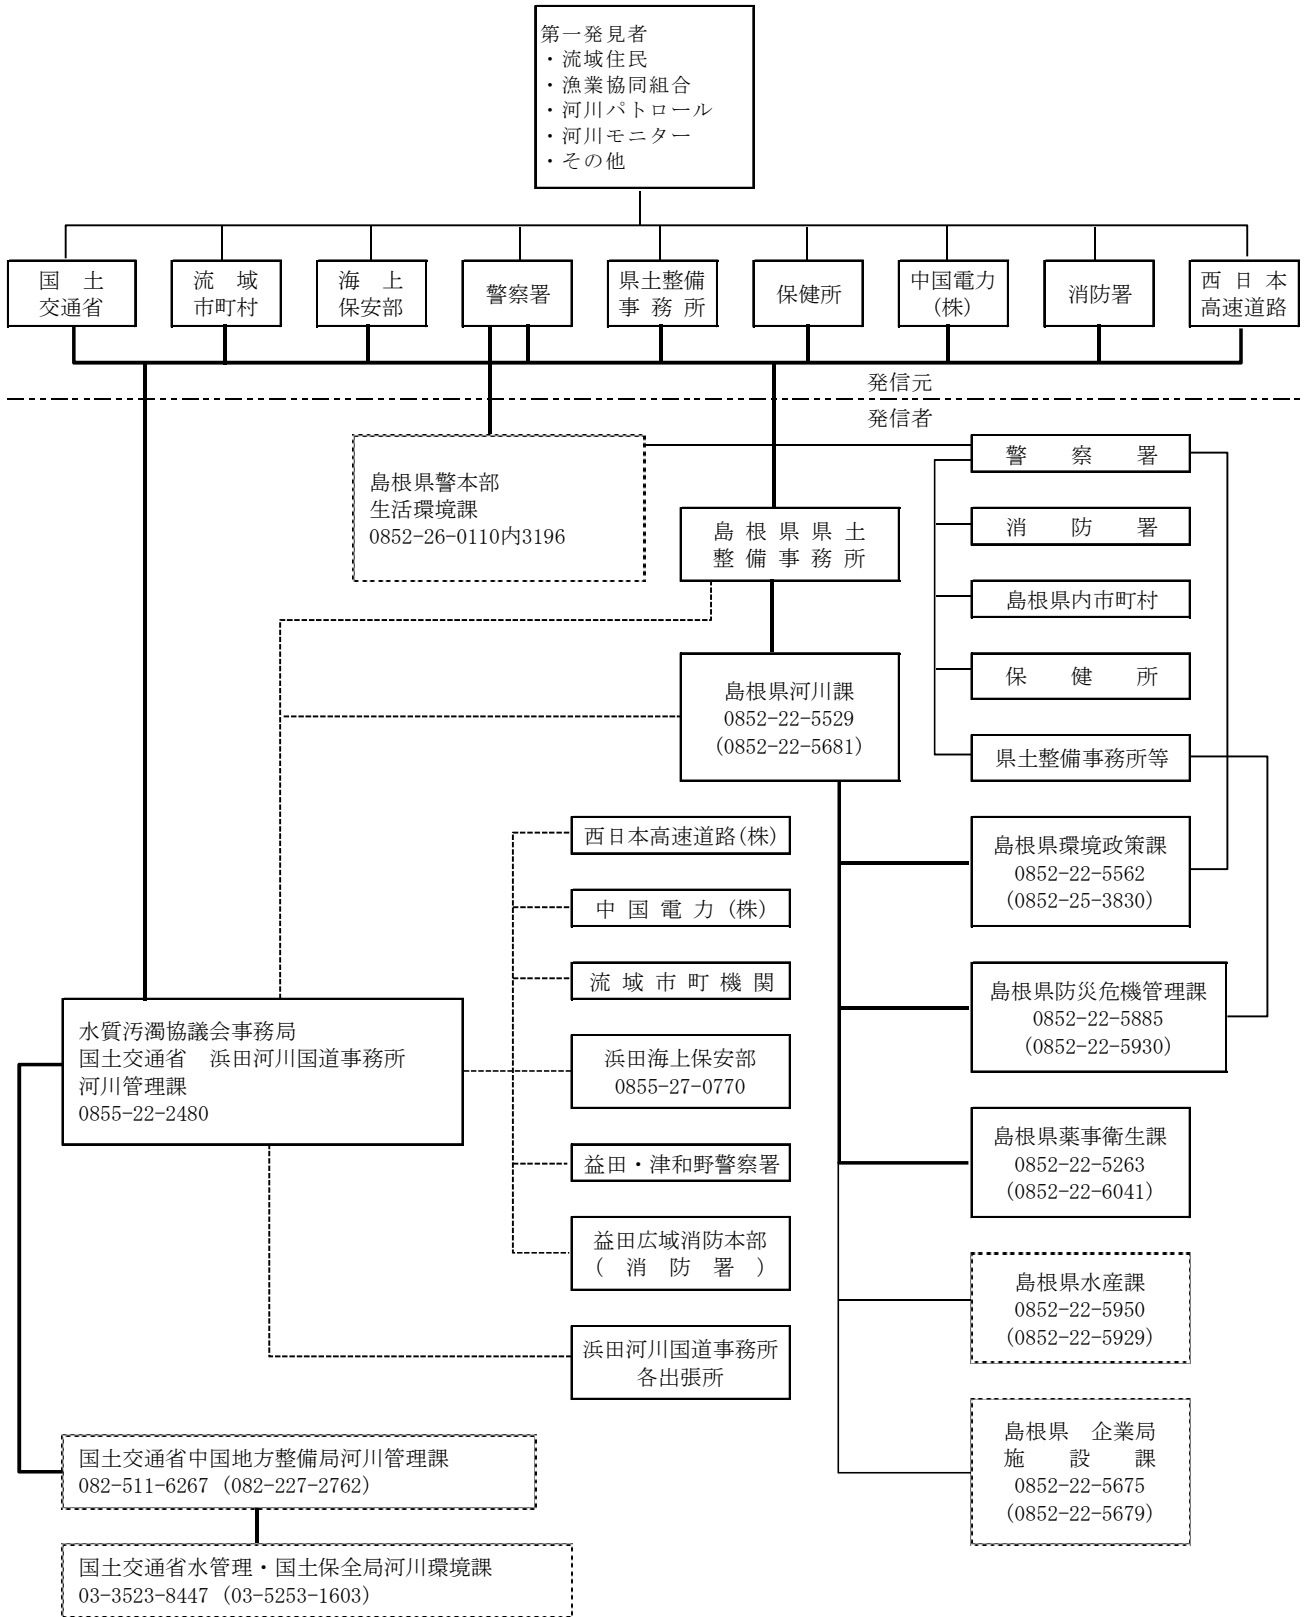 第一発見者
・流域住民
・漁業協同組合
・河川パトロール
・河川モニター
・その他
国　土
交通省
流　域
市町村
海　上
保安部
警察署
県土整備
事 務 所
保健所
中国電力
(株)
消防署
西 日 本
高速道路
発信元
発信者
島根県警本部
生活環境課
0852-26-0110内3196
島 根 県 県 土
整 備 事 務 所
島根県河川課
0852-22-5529
(0852-22-5681)
警　察　署
消　防　署
島根県内市町村
保　健　所
県土整備事務所等
島根県環境政策課
0852-22-5562
(0852-25-3830)
島根県防災危機管理課
0852-22-5885
(0852-22-5930)
島根県薬事衛生課
0852-22-5263
(0852-22-6041)
島根県水産課
0852-22-5950
(0852-22-5929)
島根県　企業局
施　設　課
0852-22-5675
(0852-22-5679)
西日本高速道路(株)
中 国 電 力 (株)
流 域 市 町 機 関
浜田海上保安部
0855-27-0770
益田・津和野警察署
益田広域消防本部
(　消　防　署　)
浜田河川国道事務所
各出張所
水質汚濁協議会事務局
国土交通省　浜田河川国道事務所
河川管理課
0855-22-2480
国土交通省中国地方整備局河川管理課
082-511-6267 (082-227-2762)
国土交通省水管理・国土保全局河川環境課
03-3523-8447 (03-5253-1603)